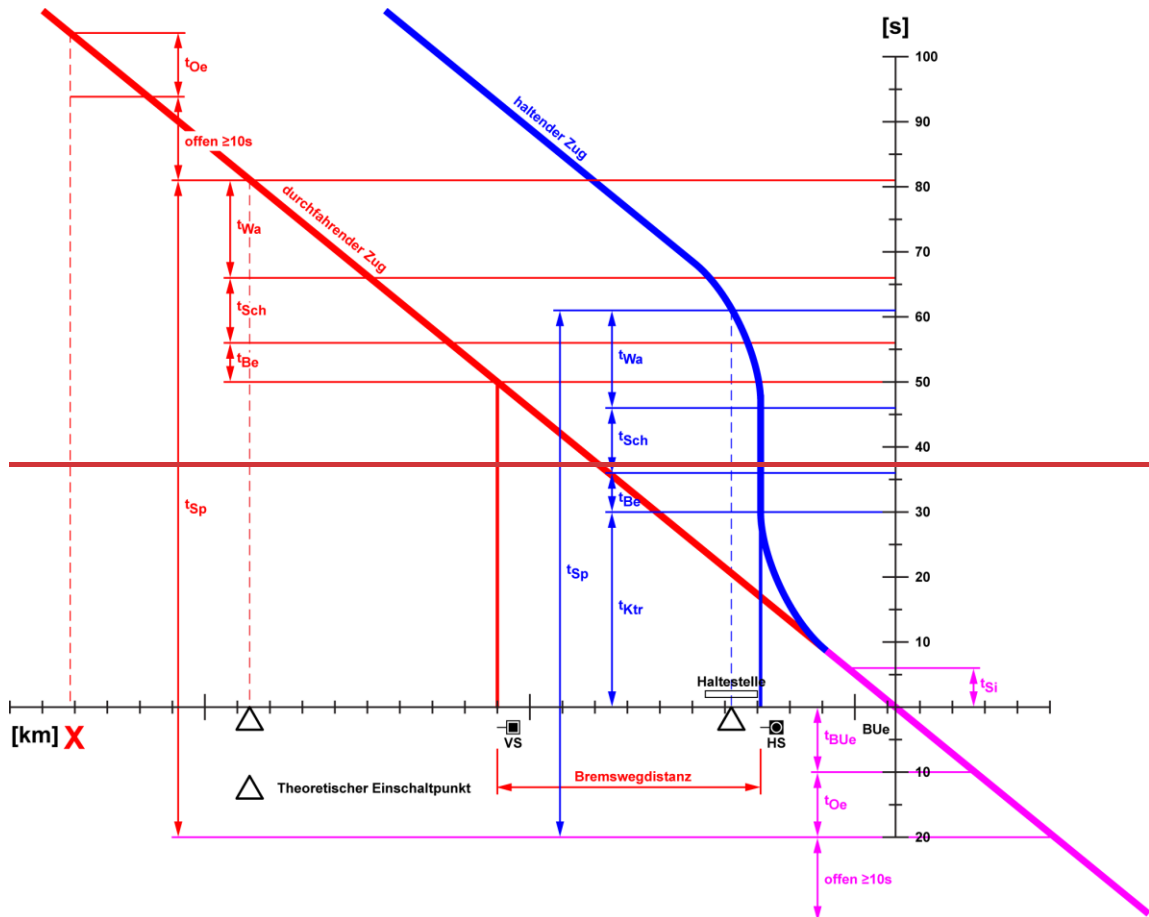 [s]
100
90
80
70
60
50
40
30
20
10
10
20
tOe
offen ≥10s
tWa
tSch
tBe
tSp
durchfahrender Zug
haltender Zug
tWa
tSch
tBe
tSp
tKtr
Haltestelle
tSi
[km] X
VS
HS
BUe
tBUe
Bremswegdistanz
Theoretischer Einschaltpunkt
tOe
offen ≥10s